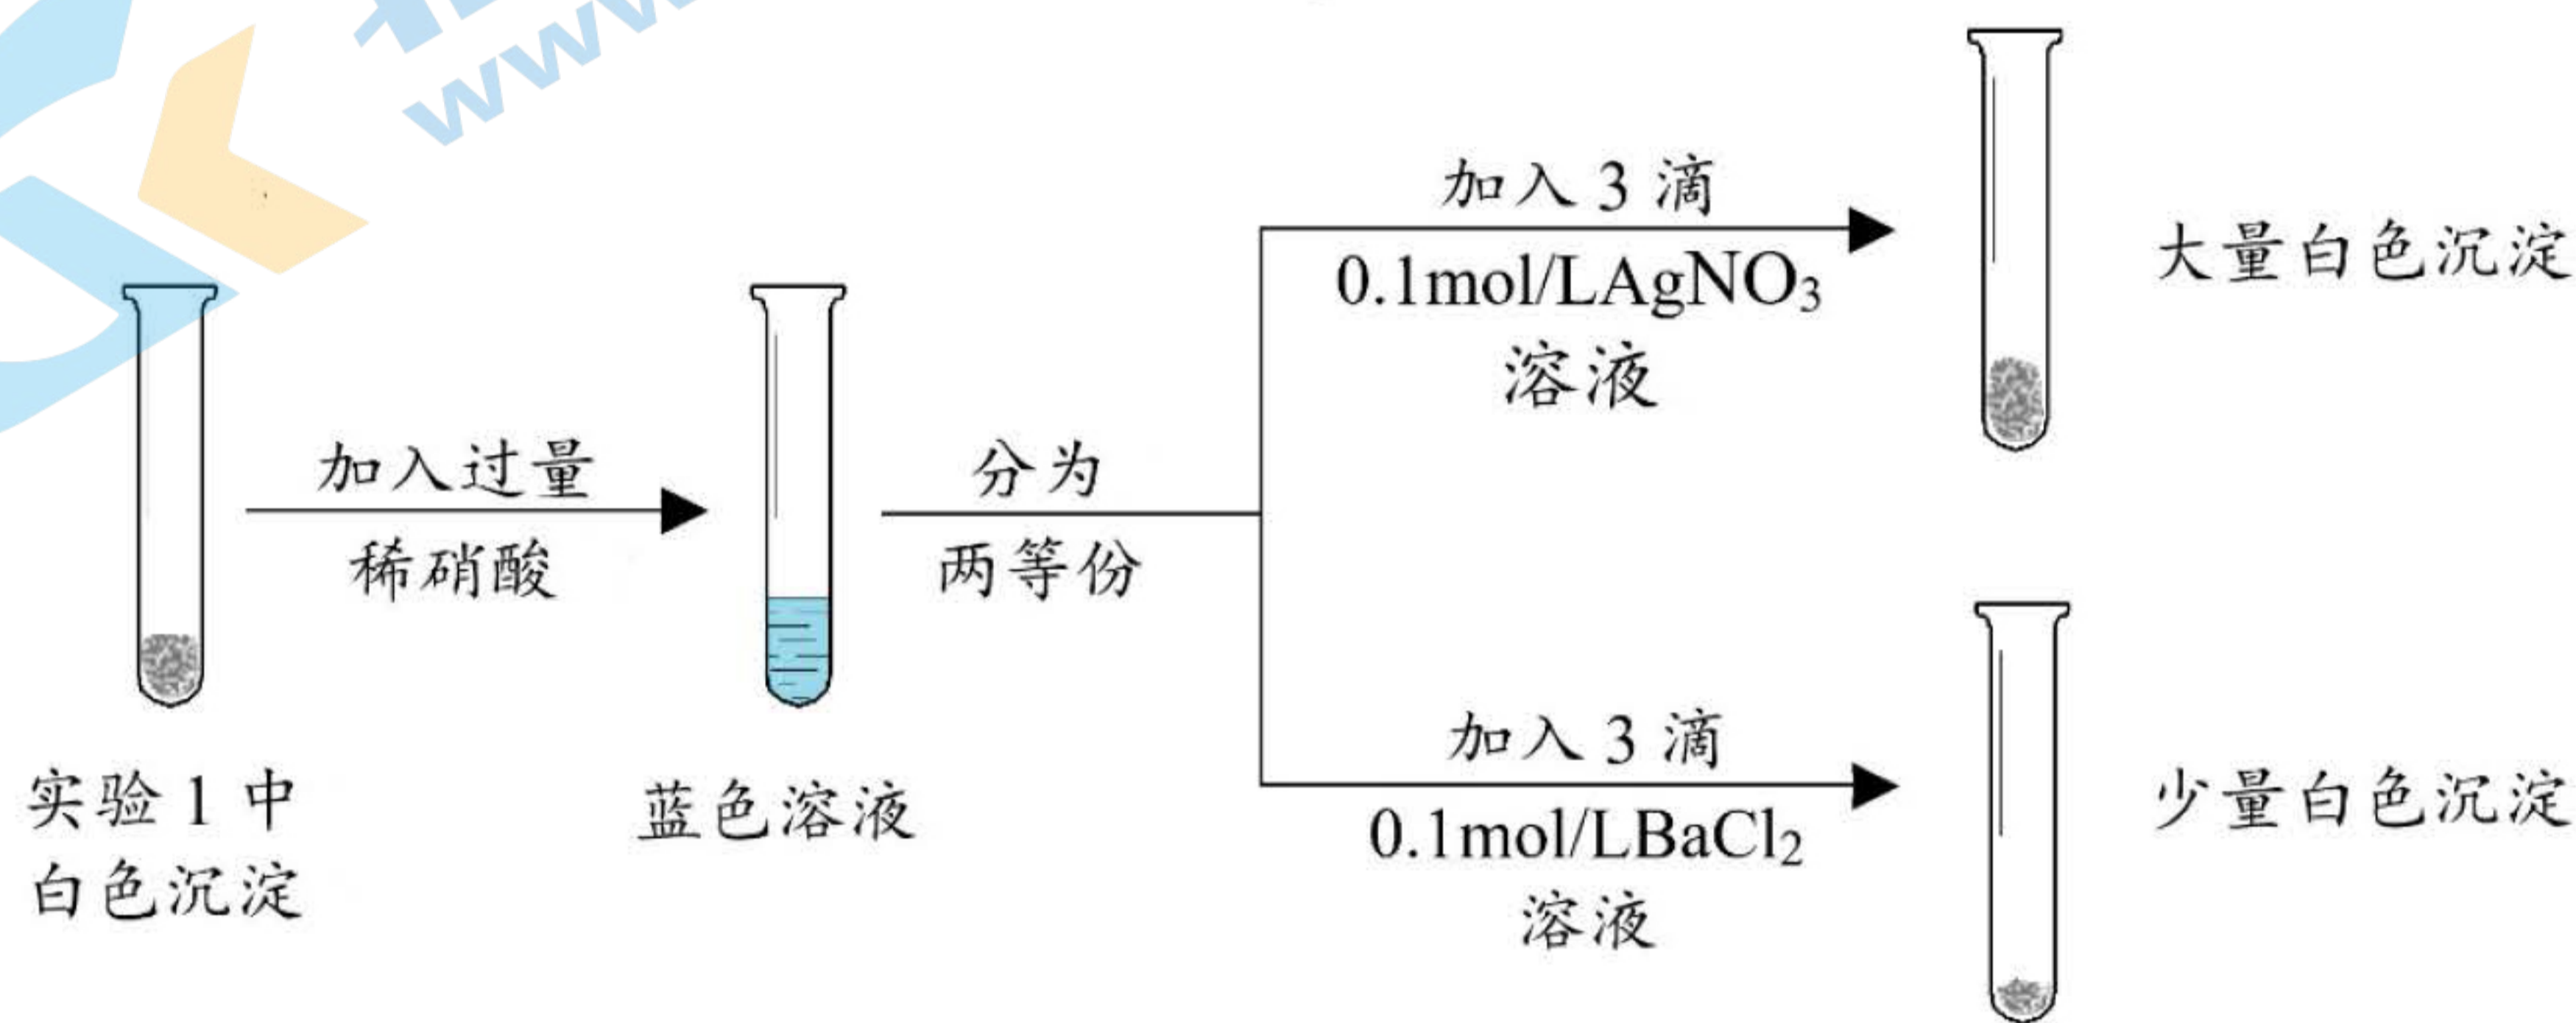 www
加入 3 滴
0.1mol/LAgNO₃
溶液
大量白色沉淀
加入过量
稀硝酸
分为
两等份
实验 1 中
白色沉淀
蓝色溶液
加入 3 滴
0.1mol/LBaCl₂
溶液
少量白色沉淀